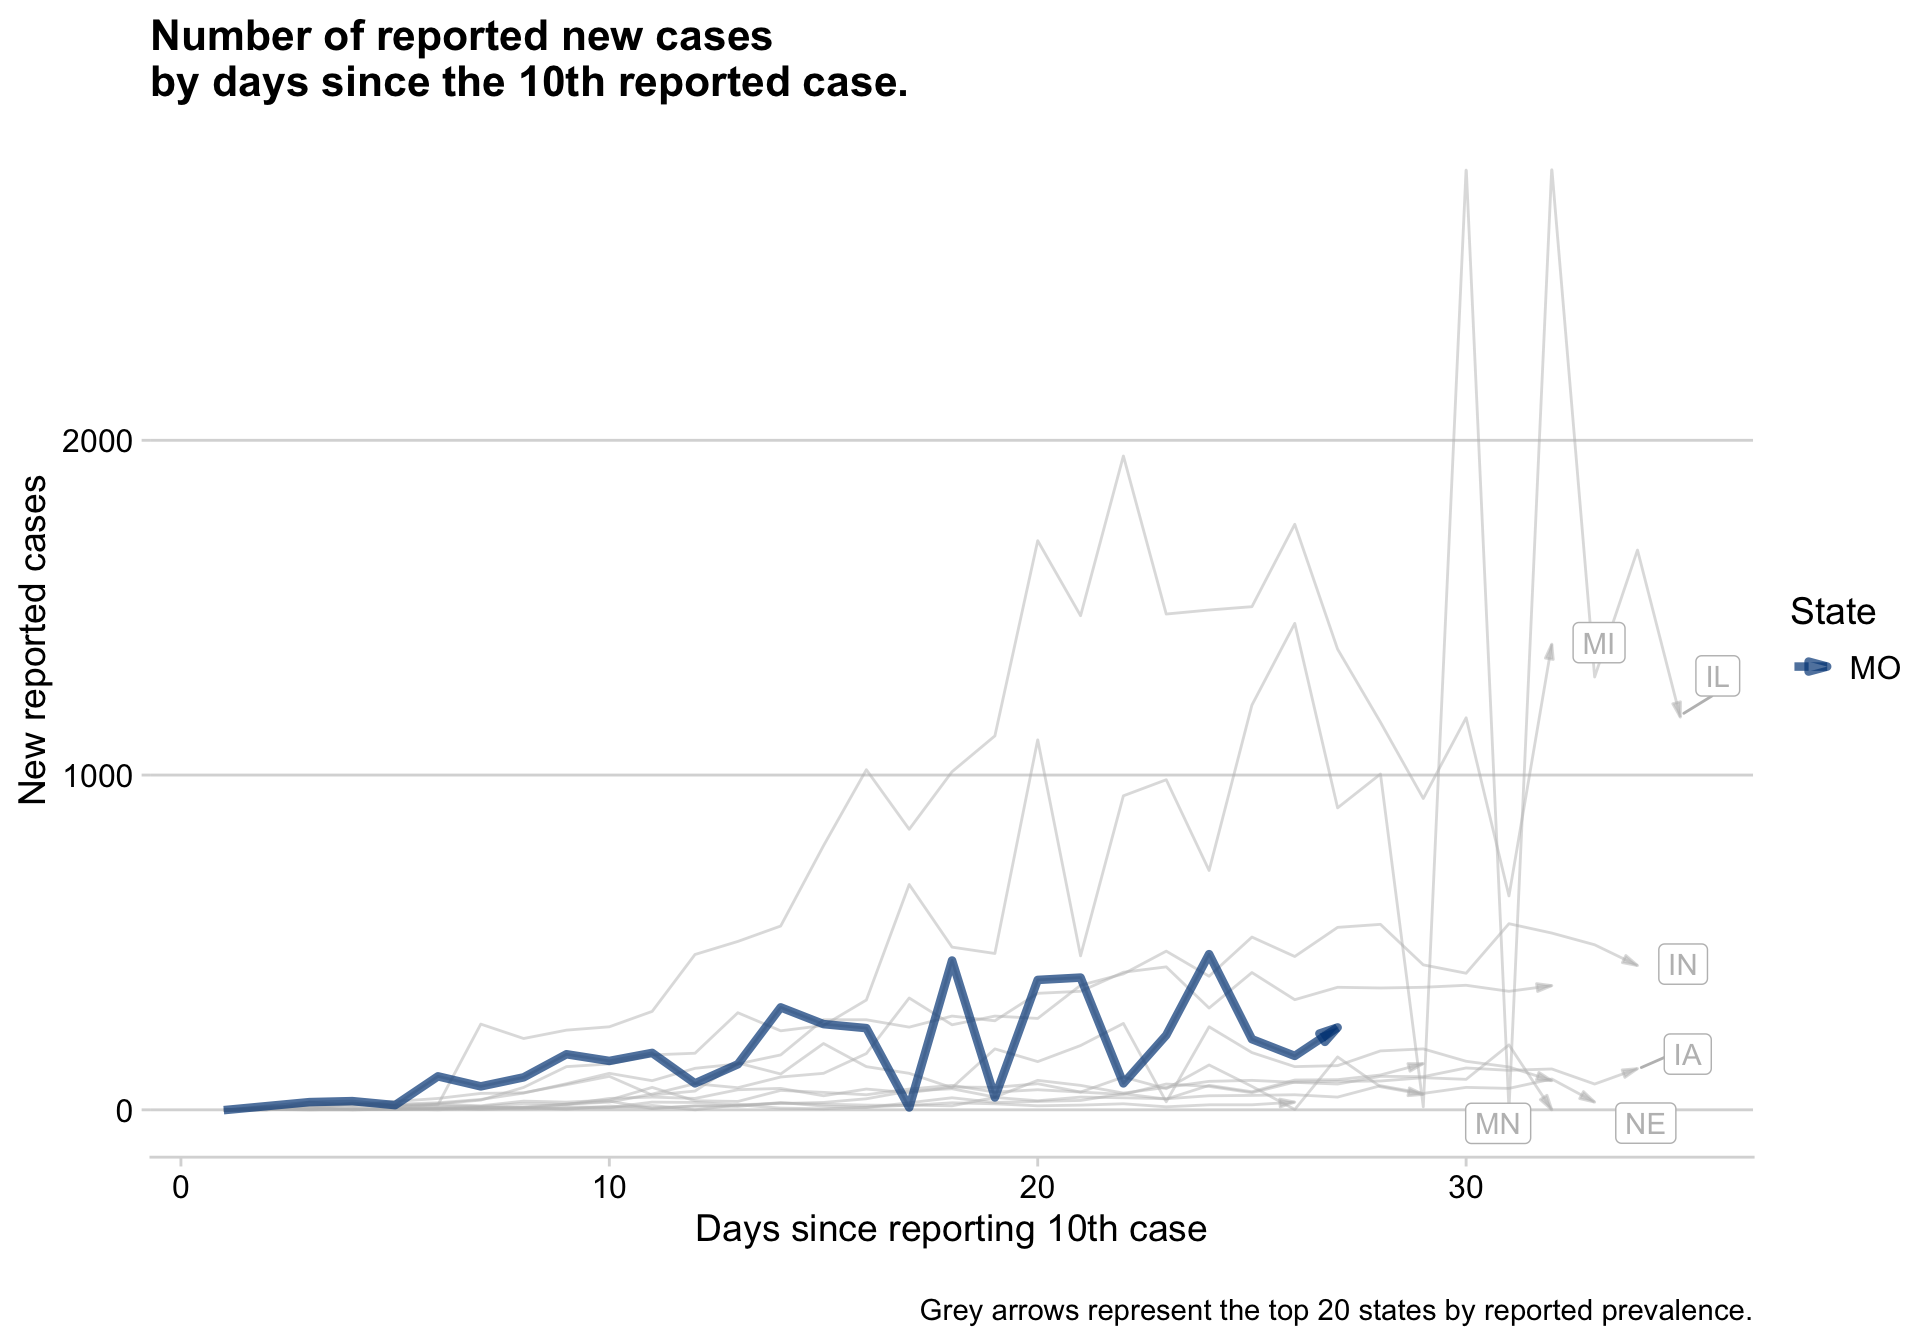 Number of reported new cases
by days since the 10th reported case.
New reported cases
2000
1000
0
0
10
20
30
Days since reporting 10th case
MI
IL
IN
IA
MN
NE
State
MO
Grey arrows represent the top 20 states by reported prevalence.